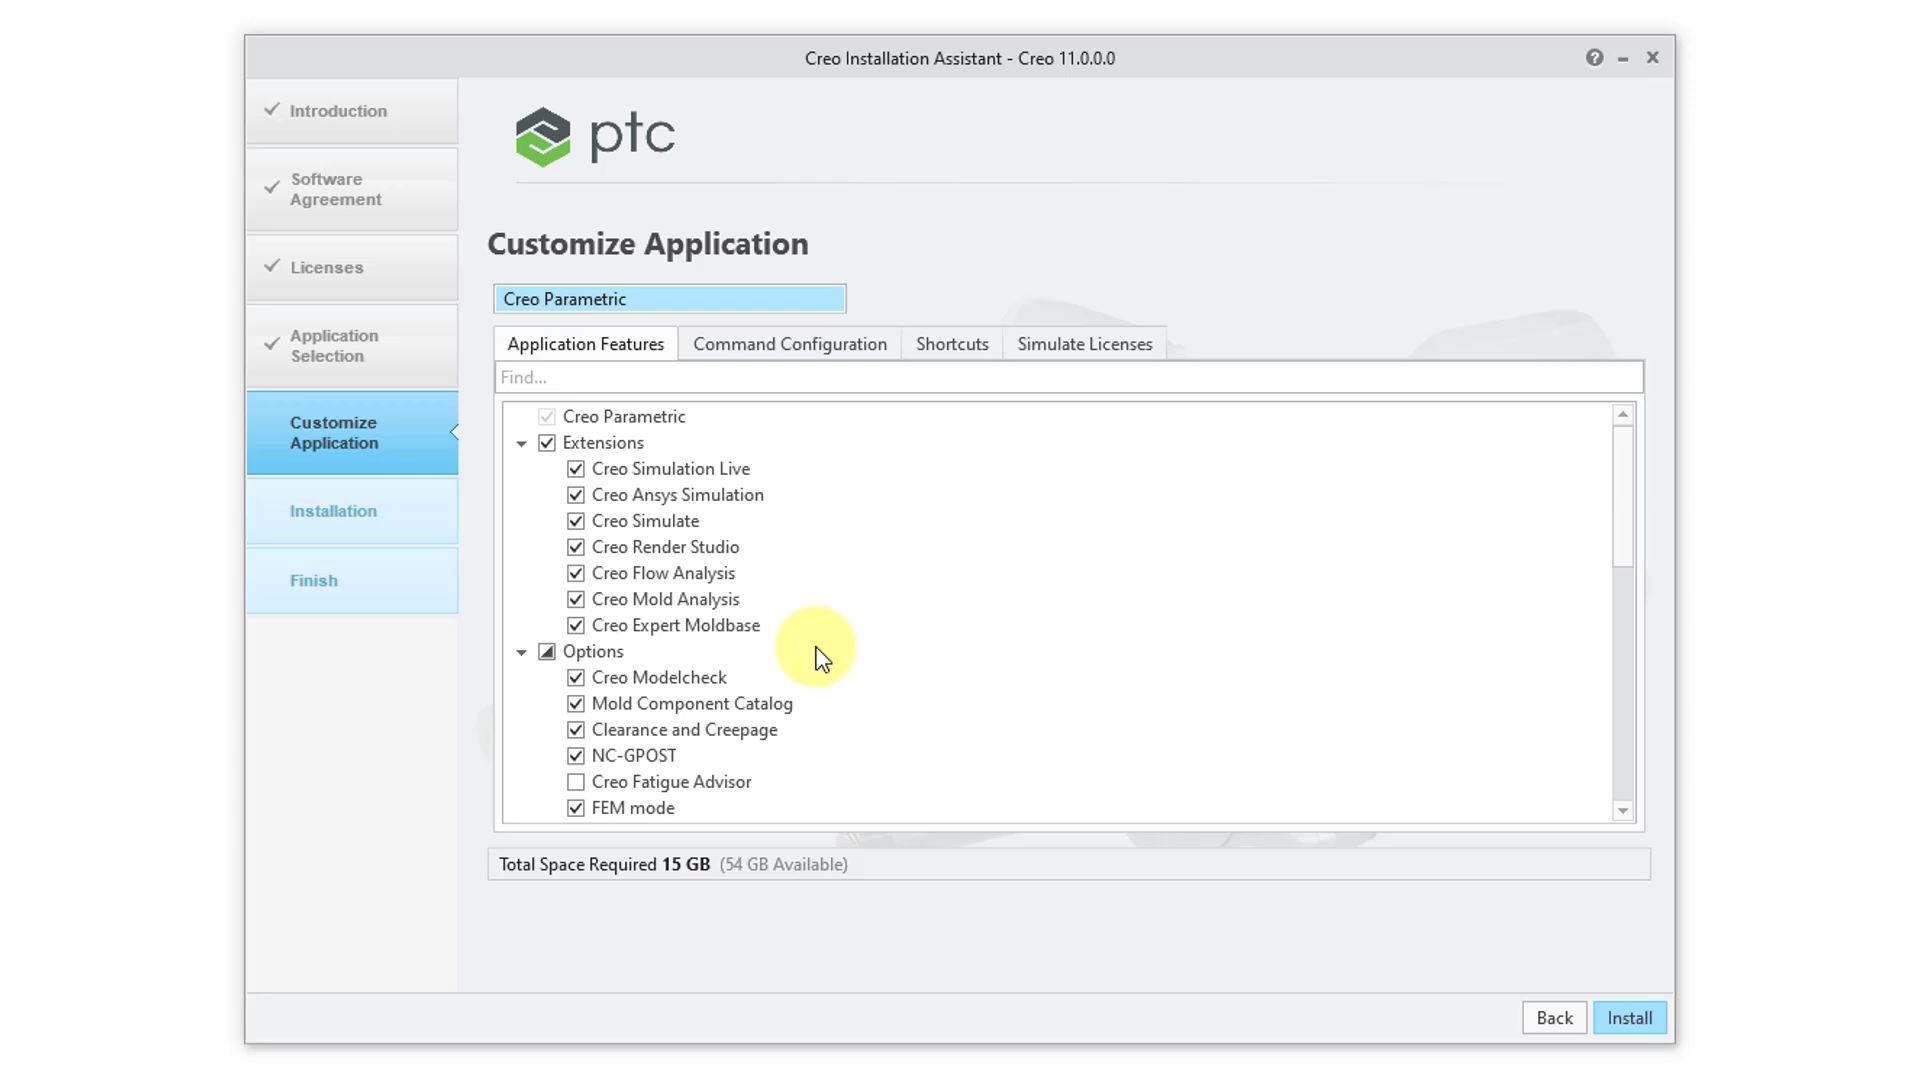 Creo Installation Assistant - Creo 11.0.0.0
Introduction
Software
Agreement
Licenses
Application
Selection
Customize
Application
Installation
Finish
ptc
Customize Application
Creo Parametric
Application Features
Command Configuration
Shortcuts
Simulate Licenses
Find...
Creo Parametric
Extensions
Creo Simulation Live
Creo Ansys Simulation
Creo Simulate
Creo Render Studio
Creo Flow Analysis
Creo Mold Analysis
Creo Expert Moldbase
Options
Creo Modelcheck
Mold Component Catalog
Clearance and Creepage
NC-GPOST
Creo Fatigue Advisor
FEM mode
Total Space Required 15 GB (54 GB Available)
Back
Install